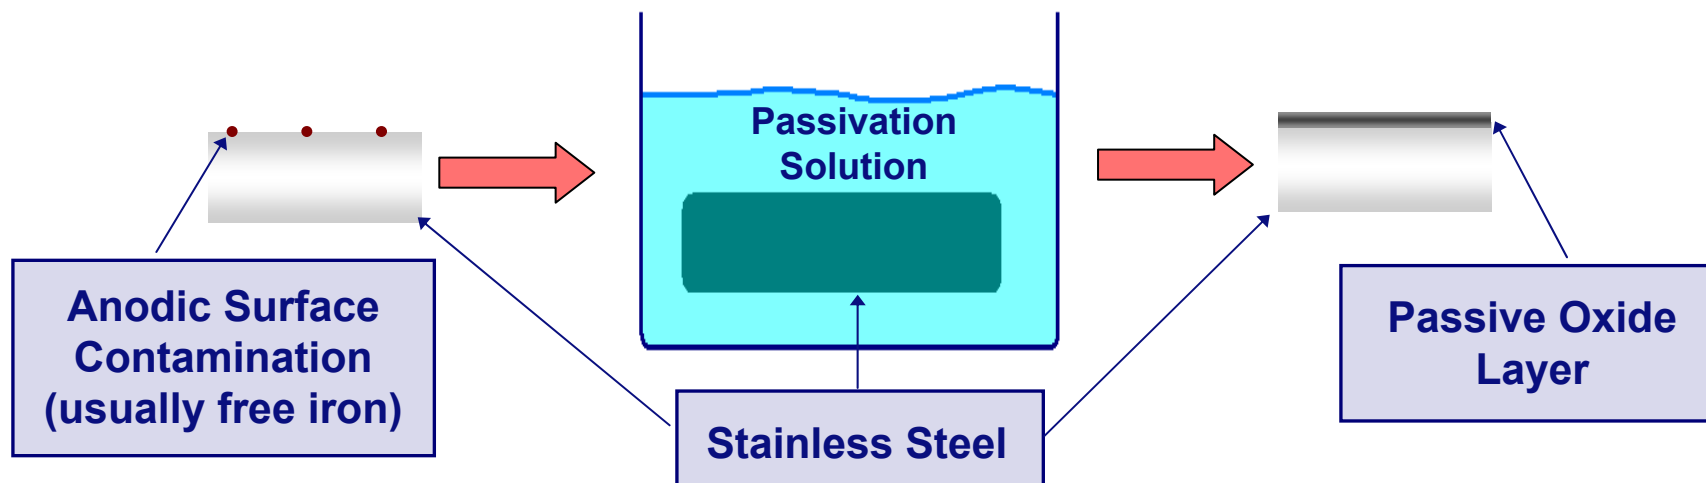 Passivation
Solution
Anodic Surface
Contamination
(usually free iron)
Stainless Steel
Passive Oxide
Layer